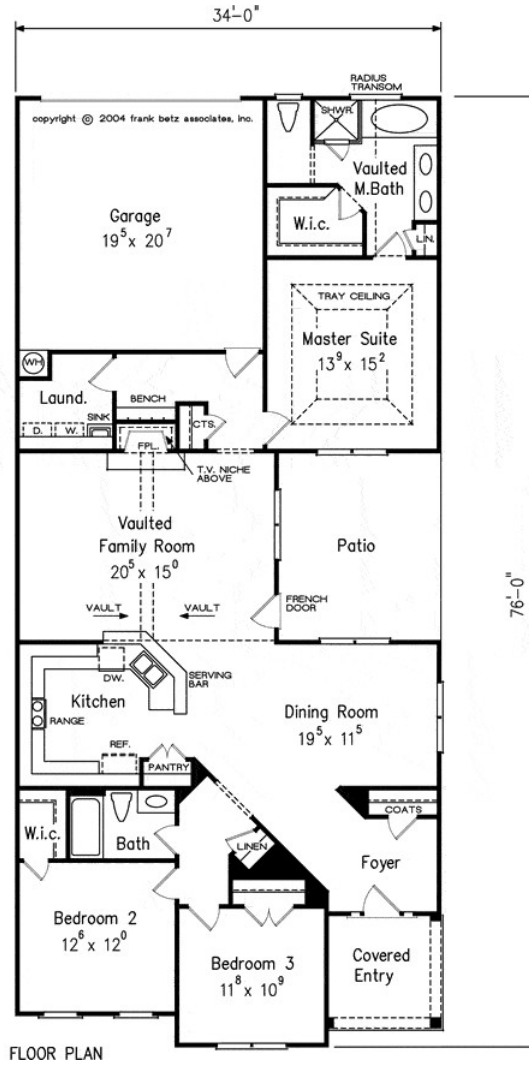 34'-0"
RADIUS
TRANSOM
copyright © 2004 frank betz associates, inc.
SHWR.
Vaulted
M.Bath
Garage
19⁵ x 20⁷
W.i.c.
LIN.
TRAY CEILING
Master Suite
13⁹ x 15²
WH
Laund.
BENCH
SINK
D.
W.
CTS.
FPL.
T.V. NICHE
ABOVE
Vaulted
Family Room
20⁵ x 15⁰
Patio
76'-0"
FRENCH
DOOR
VAULT
VAULT
DW.
SERVING
BAR
Kitchen
RANGE
Dining Room
19⁵ x 11⁵
REF.
PANTRY
COATS
W.i.c.
Bath
LINEN
Foyer
Bedroom 2
12⁶ x 12⁰
Covered
Entry
Bedroom 3
11⁸ x 10⁹
FLOOR PLAN